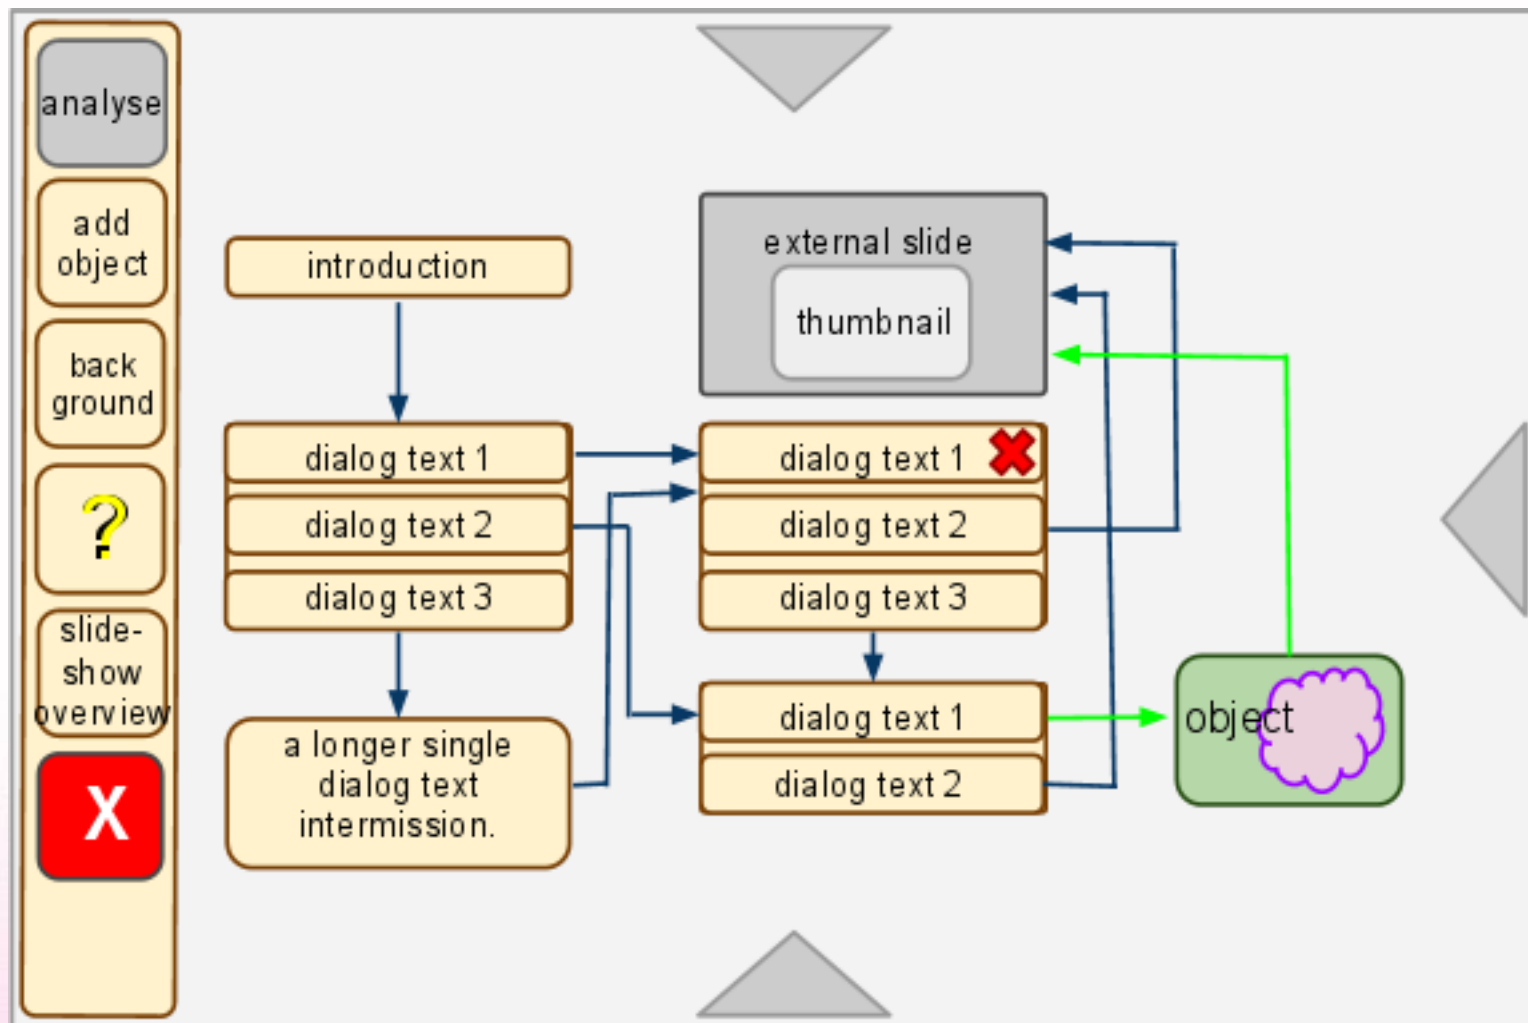 analyse
add
object
back
ground
?
slide-
show
overview
X
introduction
dialog text 1
dialog text 2
dialog text 3
a longer single
dialog text
intermission.
external slide
thumbnail
dialog text 1
dialog text 2
dialog text 3
dialog text 1
dialog text 2
object